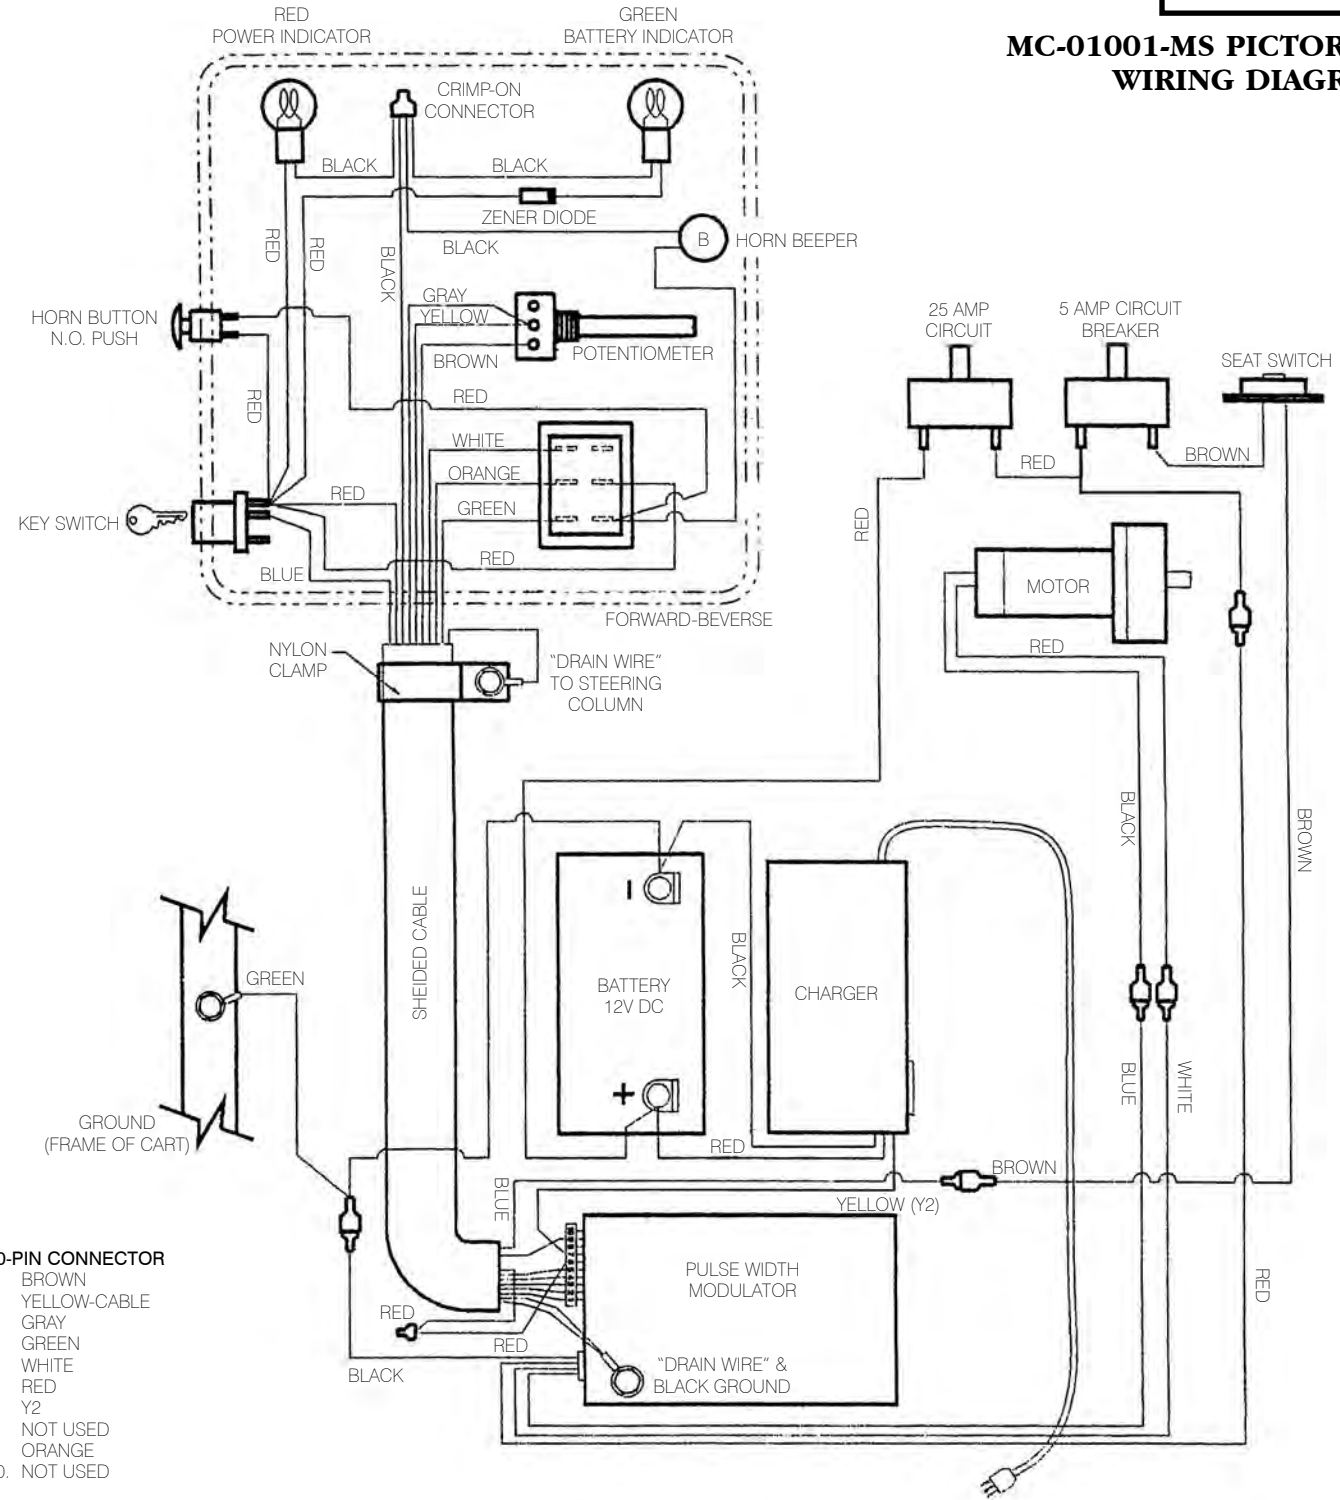 MC-01001-MS PICTOR
WIRING DIAGR
RED
POWER INDICATOR
GREEN
BATTERY INDICATOR
CRIMP-ON
CONNECTOR
BLACK
BLACK
ZENER DIODE
BLACK
B
HORN BEEPER
RED
RED
BLACK
GRAY
YELLOW
BROWN
POTENTIOMETER
HORN BUTTON
N.O. PUSH
RED
RED
WHITE
ORANGE
GREEN
RED
KEY SWITCH
RED
BLUE
FORWARD-BEVERSE
25 AMP
CIRCUIT
5 AMP CIRCUIT
BREAKER
SEAT SWITCH
RED
BROWN
RED
MOTOR
RED
NYLON
CLAMP
"DRAIN WIRE"
TO STEERING
COLUMN
BLACK
BROWN
SHEIDED CABLE
-
BATTERY
12V DC
+
BLACK
CHARGER
GREEN
GROUND
(FRAME OF CART)
BLUE
WHITE
RED
BROWN
YELLOW (Y2)
BLUE
PULSE WIDTH
MODULATOR
"DRAIN WIRE" &
BLACK GROUND
RED
RED
BLACK
RED
0-PIN CONNECTOR
BROWN
YELLOW-CABLE
GRAY
GREEN
WHITE
RED
Y2
NOT USED
ORANGE
0. NOT USED